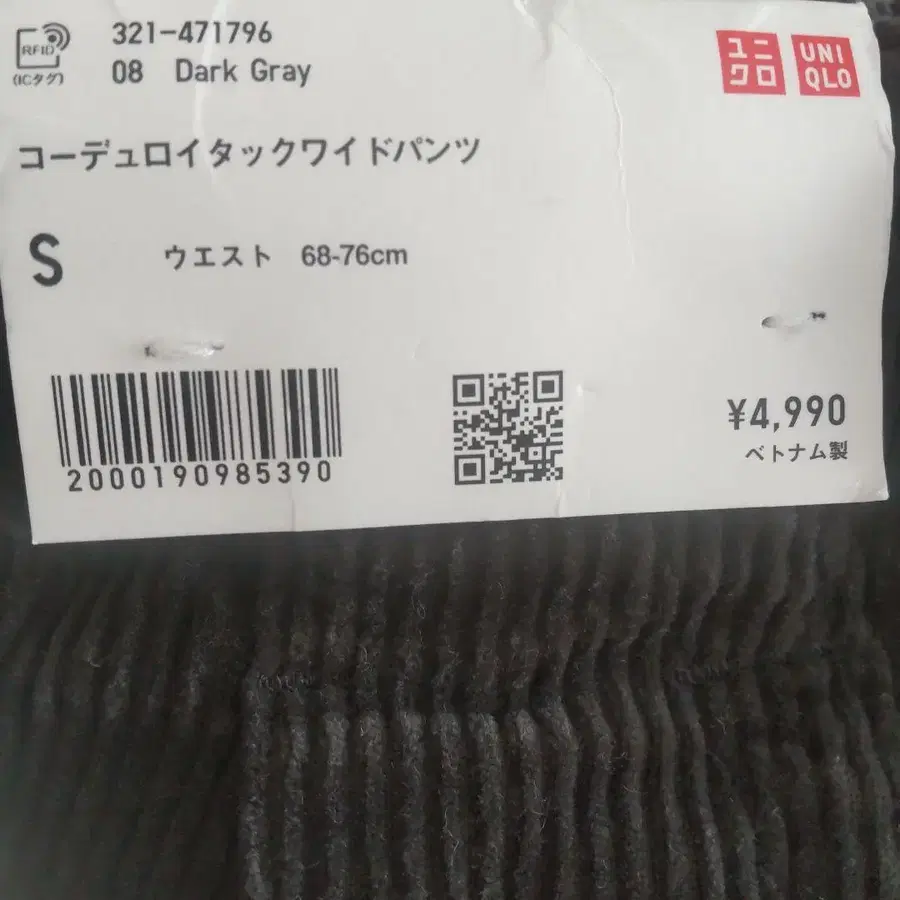 RFID
(ICタグ)
321-471796
08 Dark Gray
ユニ
クロ
UNI
QLO
コーデュロイタックワイドパンツ
S
ウエスト 68-76cm
2000190985390
¥4,990
ベトナム製